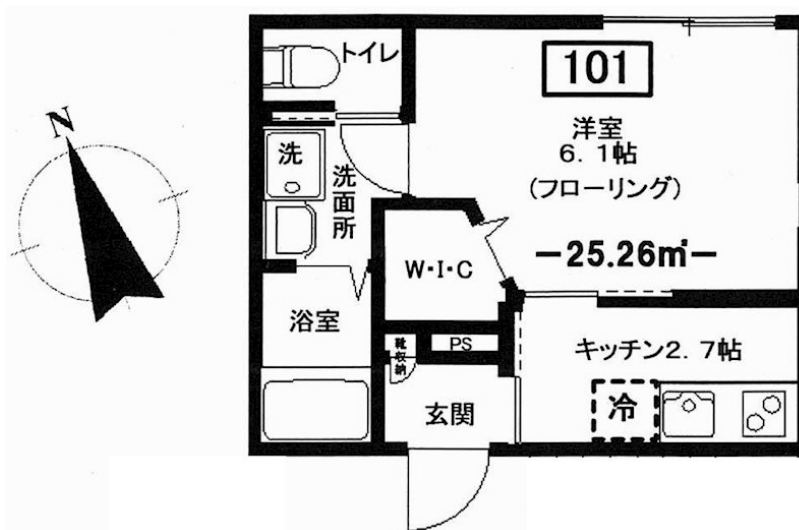 N
トイレ
101
洋室
6.1帖
(フローリング)
洗
洗面所
W・I・C
−25.26㎡−
浴室
靴収納
PS
キッチン2.7帖
冷
玄関